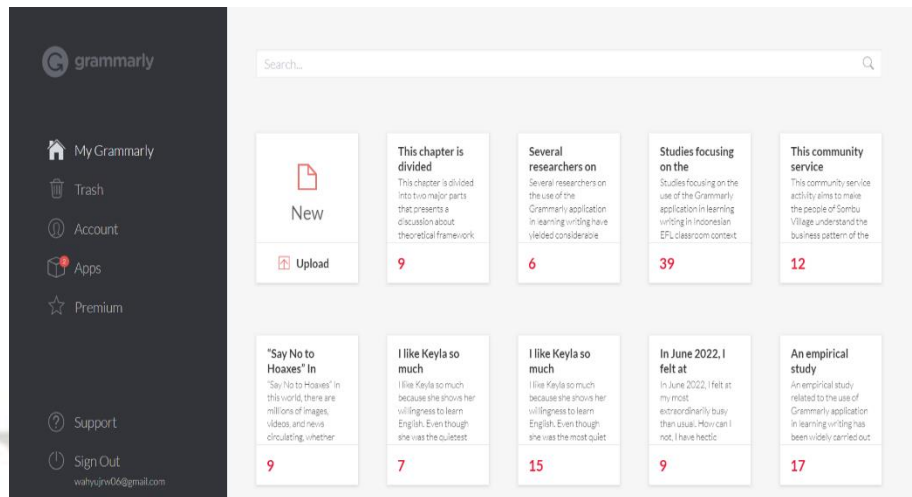 grammarly
Search...
My Grammarly
Trash
Account
Apps
Premium
Support
Sign Out
wahyujrw06@gmail.com
New
Upload
This chapter is
divided
This chapter is divided
into two major parts
that presents a
discussion about
theoretical framework
9
Several
researchers on
Several researchers on
the use of the
Grammarly application
in learning writing have
yielded considerable
6
Studies focusing
on the
Studies focusing on the
use of the Grammarly
application in learning
writing in Indonesian
EFL classroom context
39
This community
service
This community service
activity aims to make
the people of Sombu
Village understand the
business pattern of the
12
"Say No to
Hoaxes" In
"Say No to Hoaxes" In
this world, there are
millions of images,
videos, and news
circulating, whether
9
I like Keyla so
much
I like Keyla so much
because she shows her
willingness to learn
English. Even though
she was the quietest
7
I like Keyla so
much
I like Keyla so much
because she shows her
willingness to learn
English. Even though
she was the most quiet
15
In June 2022, I
felt at
In June 2022, I felt at
my most
extraordinarily busy
than usual. How can I
not, I have hectic
9
An empirical
study
An empirical study
related to the use of
Grammarly application
in learning writing has
been widely carried out
17